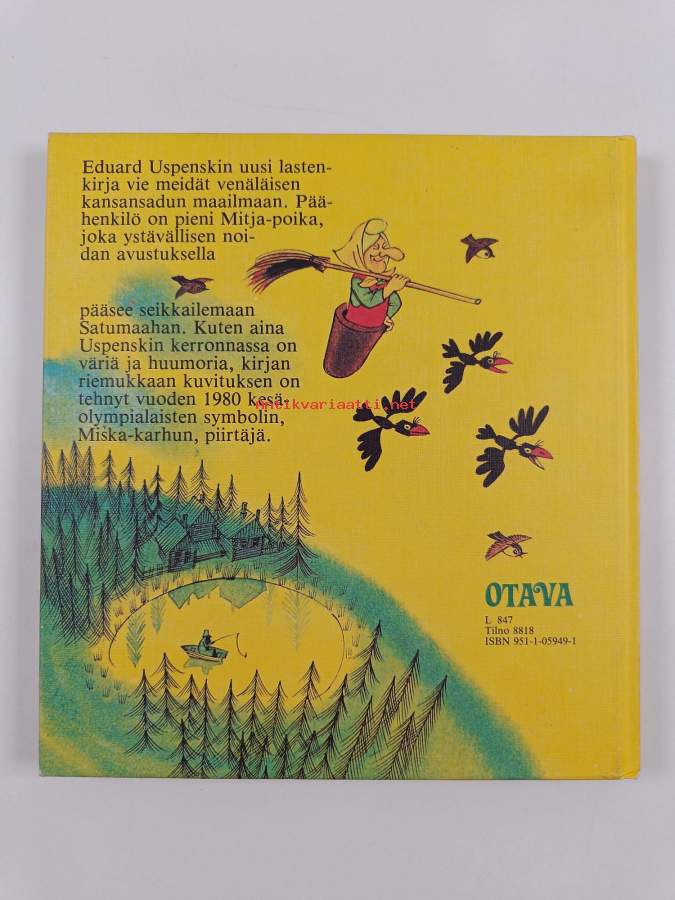 Eduard Uspenskin uusi lasten-
kirja vie meidät venäläisen
kansansadun maailmaan. Pää-
henkilö on pieni Mitja-poika,
joka ystävällisen noi-
dan avustuksella
pääsee seikkailemaan
Satumaahan. Kuten aina
Uspenskin kerronnassa on
väriä ja huumoria, kirjan
riemukkaan kuvituksen on
tehnyt vuoden 1980 kesä-
olympialaisten symbolin,
Miska-karhun, piirtäjä.
Antikvariaatti.net
OTAVA
L 847
Tilno 8818
ISBN 951-1-05949-1